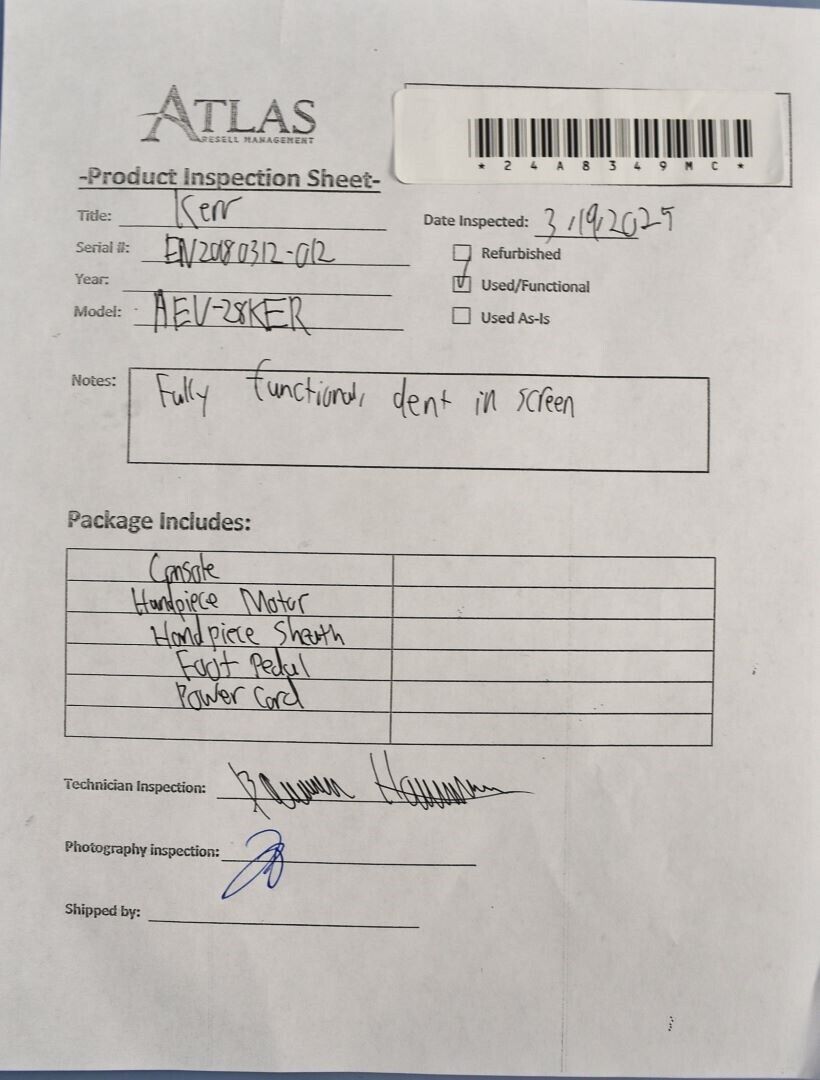 ATLAS
RESELL MANAGEMENT
* 2 4 A 8 3 4 9 M C *
-Product Inspection Sheet-
Title: Kerr
Date Inspected: 3/19/2025
Serial #: EN20180312-012
Refurbished
Year:
Used/Functional
Model: AEU-28KER
Used As-Is
Notes: Fully functional, dent in screen
Package Includes:
Console
Handpiece Motor
Handpiece Sheath
Foot Pedal
Power Cord
Technician Inspection:
Photography inspection:
Shipped by: